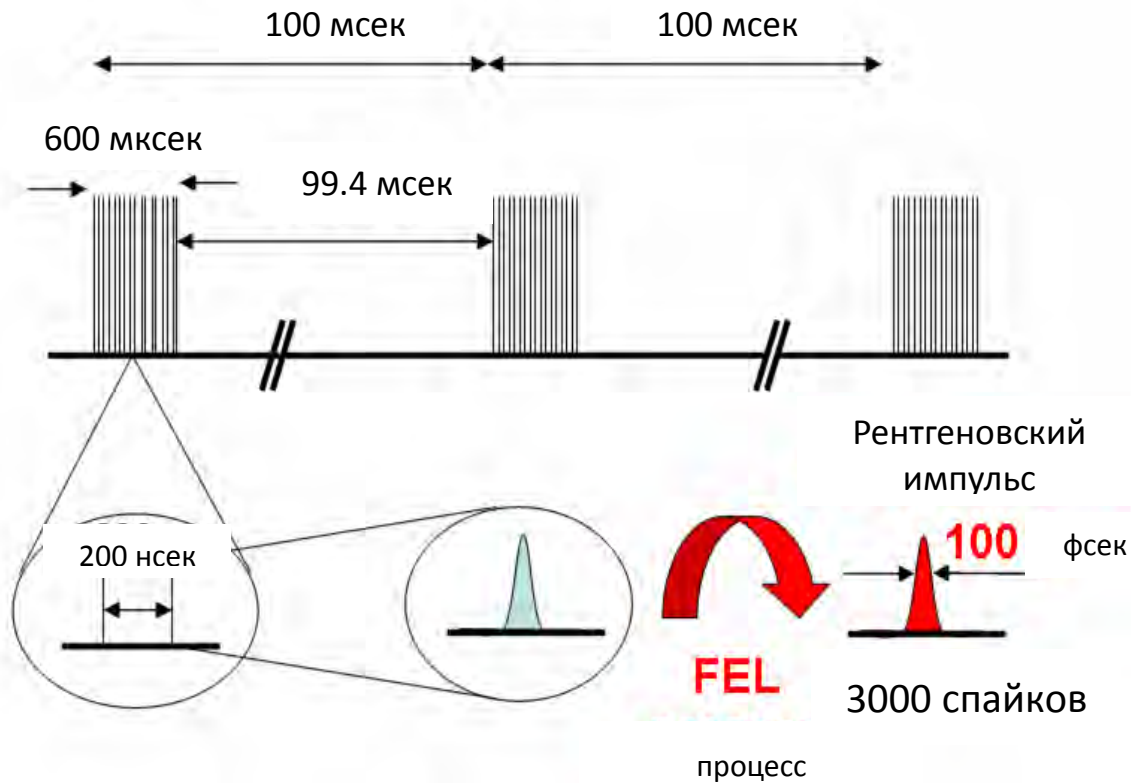 100 мсек
100 мсек
600 мксек
99.4 мсек
Рентгеновский
импульс
200 нсек
100
фсек
FEL
3000 спайков
процесс